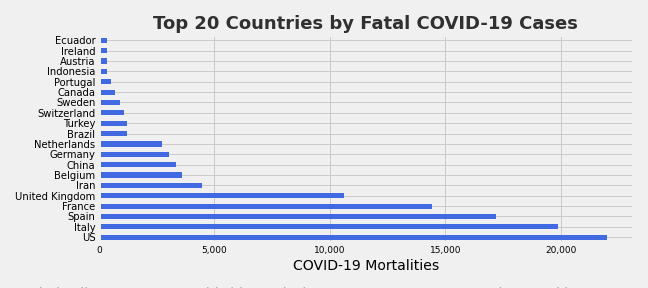 Top 20 Countries by Fatal COVID-19 Cases
Ecuador
Ireland
Austria
Indonesia
Portugal
Canada
Sweden
Switzerland
Turkey
Brazil
Netherlands
Germany
China
Belgium
Iran
United Kingdom
France
Spain
Italy
US
0 5,000 10,000 15,000 20,000
COVID-19 Mortalities